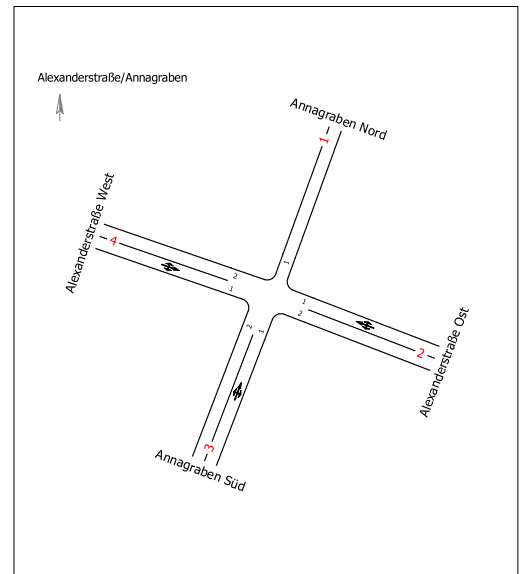 Alexanderstraße/Annagraben
Annagraben Nord
1
Alexanderstraße West
4
2
1
1
1
2
2
Alexanderstraße Ost
2
1
3
Annagraben Süd